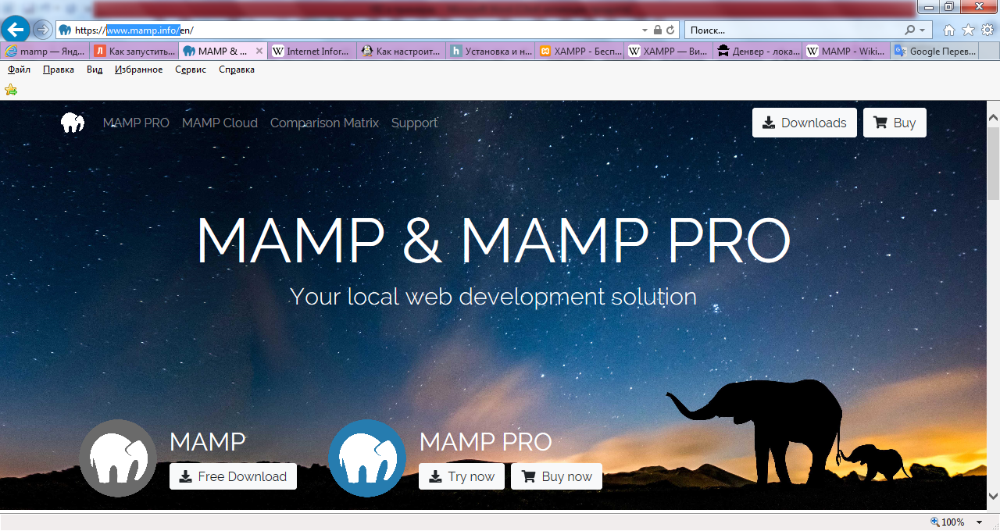 https://www.mamp.info/en/
Поиск...
mamp — Янд...
Как запустить...
MAMP & ...
Internet Infor...
Как настроит...
Установка и н...
XAMPP - Бесп...
XAMPP — Ви...
Денвер - лока...
MAMP - Wiki...
Google Перев...
Файл Правка Вид Избранное Сервис Справка
MAMP PRO MAMP Cloud Comparison Matrix Support
Downloads
Buy
MAMP & MAMP PRO
Your local web development solution
MAMP
Free Download
MAMP PRO
Try now
Buy now
100%